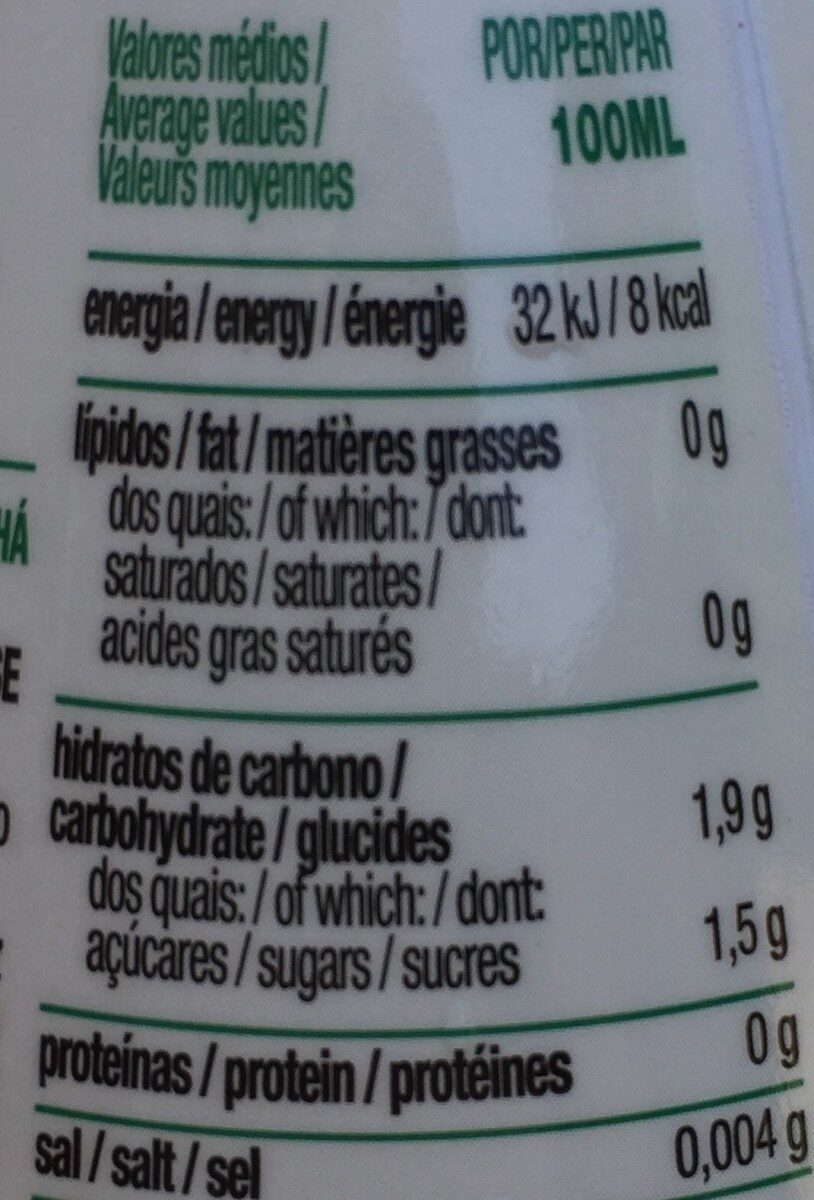 Valores médios / POR/PER/PAR
Average values / 100ML
Valeurs moyennes
energia / energy / énergie 32 kJ / 8 kcal
lípidos / fat / matières grasses 0 g
dos quais: / of which: / dont:
saturados / saturates /
acides gras saturés 0 g
HÁ
hidratos de carbono /
carbohydrate / glucides 1,9 g
dos quais: / of which: / dont:
açúcares / sugars / sucres 1,5 g
proteínas / protein / protéines 0 g
sal / salt / sel 0,004 g